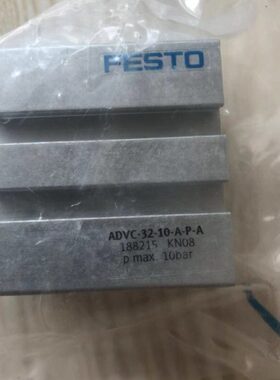 FESTO
ADVC-32-10-A-P-A
188215 KN08
p max. 10bar